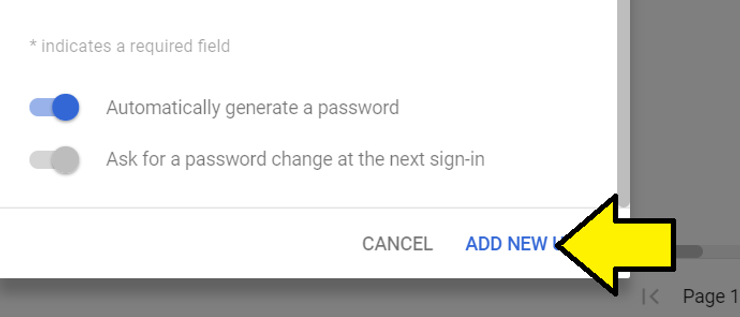 * indicates a required field
Automatically generate a password
Ask for a password change at the next sign-in
CANCEL
ADD NEW
Page 1